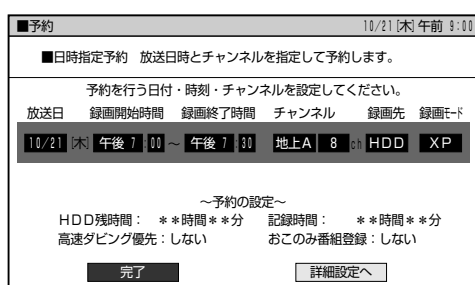 ■予約 10/21[木]午前 9:00
■日時指定予約 放送日時とチャンネルを指定して予約します。
予約を行う日付・時刻・チャンネルを設定してください。
放送日 録画開始時間 録画終了時間 チャンネル 録画先 録画モード
10/21 [木] 午後 7:00 ～ 午後 7:30 地上A 8 ch HDD XP
～予約の設定～
HDD残時間： ＊＊時間＊＊分 記録時間： ＊＊時間＊＊分
高速ダビング優先：しない おこのみ番組登録：しない
完了 詳細設定へ